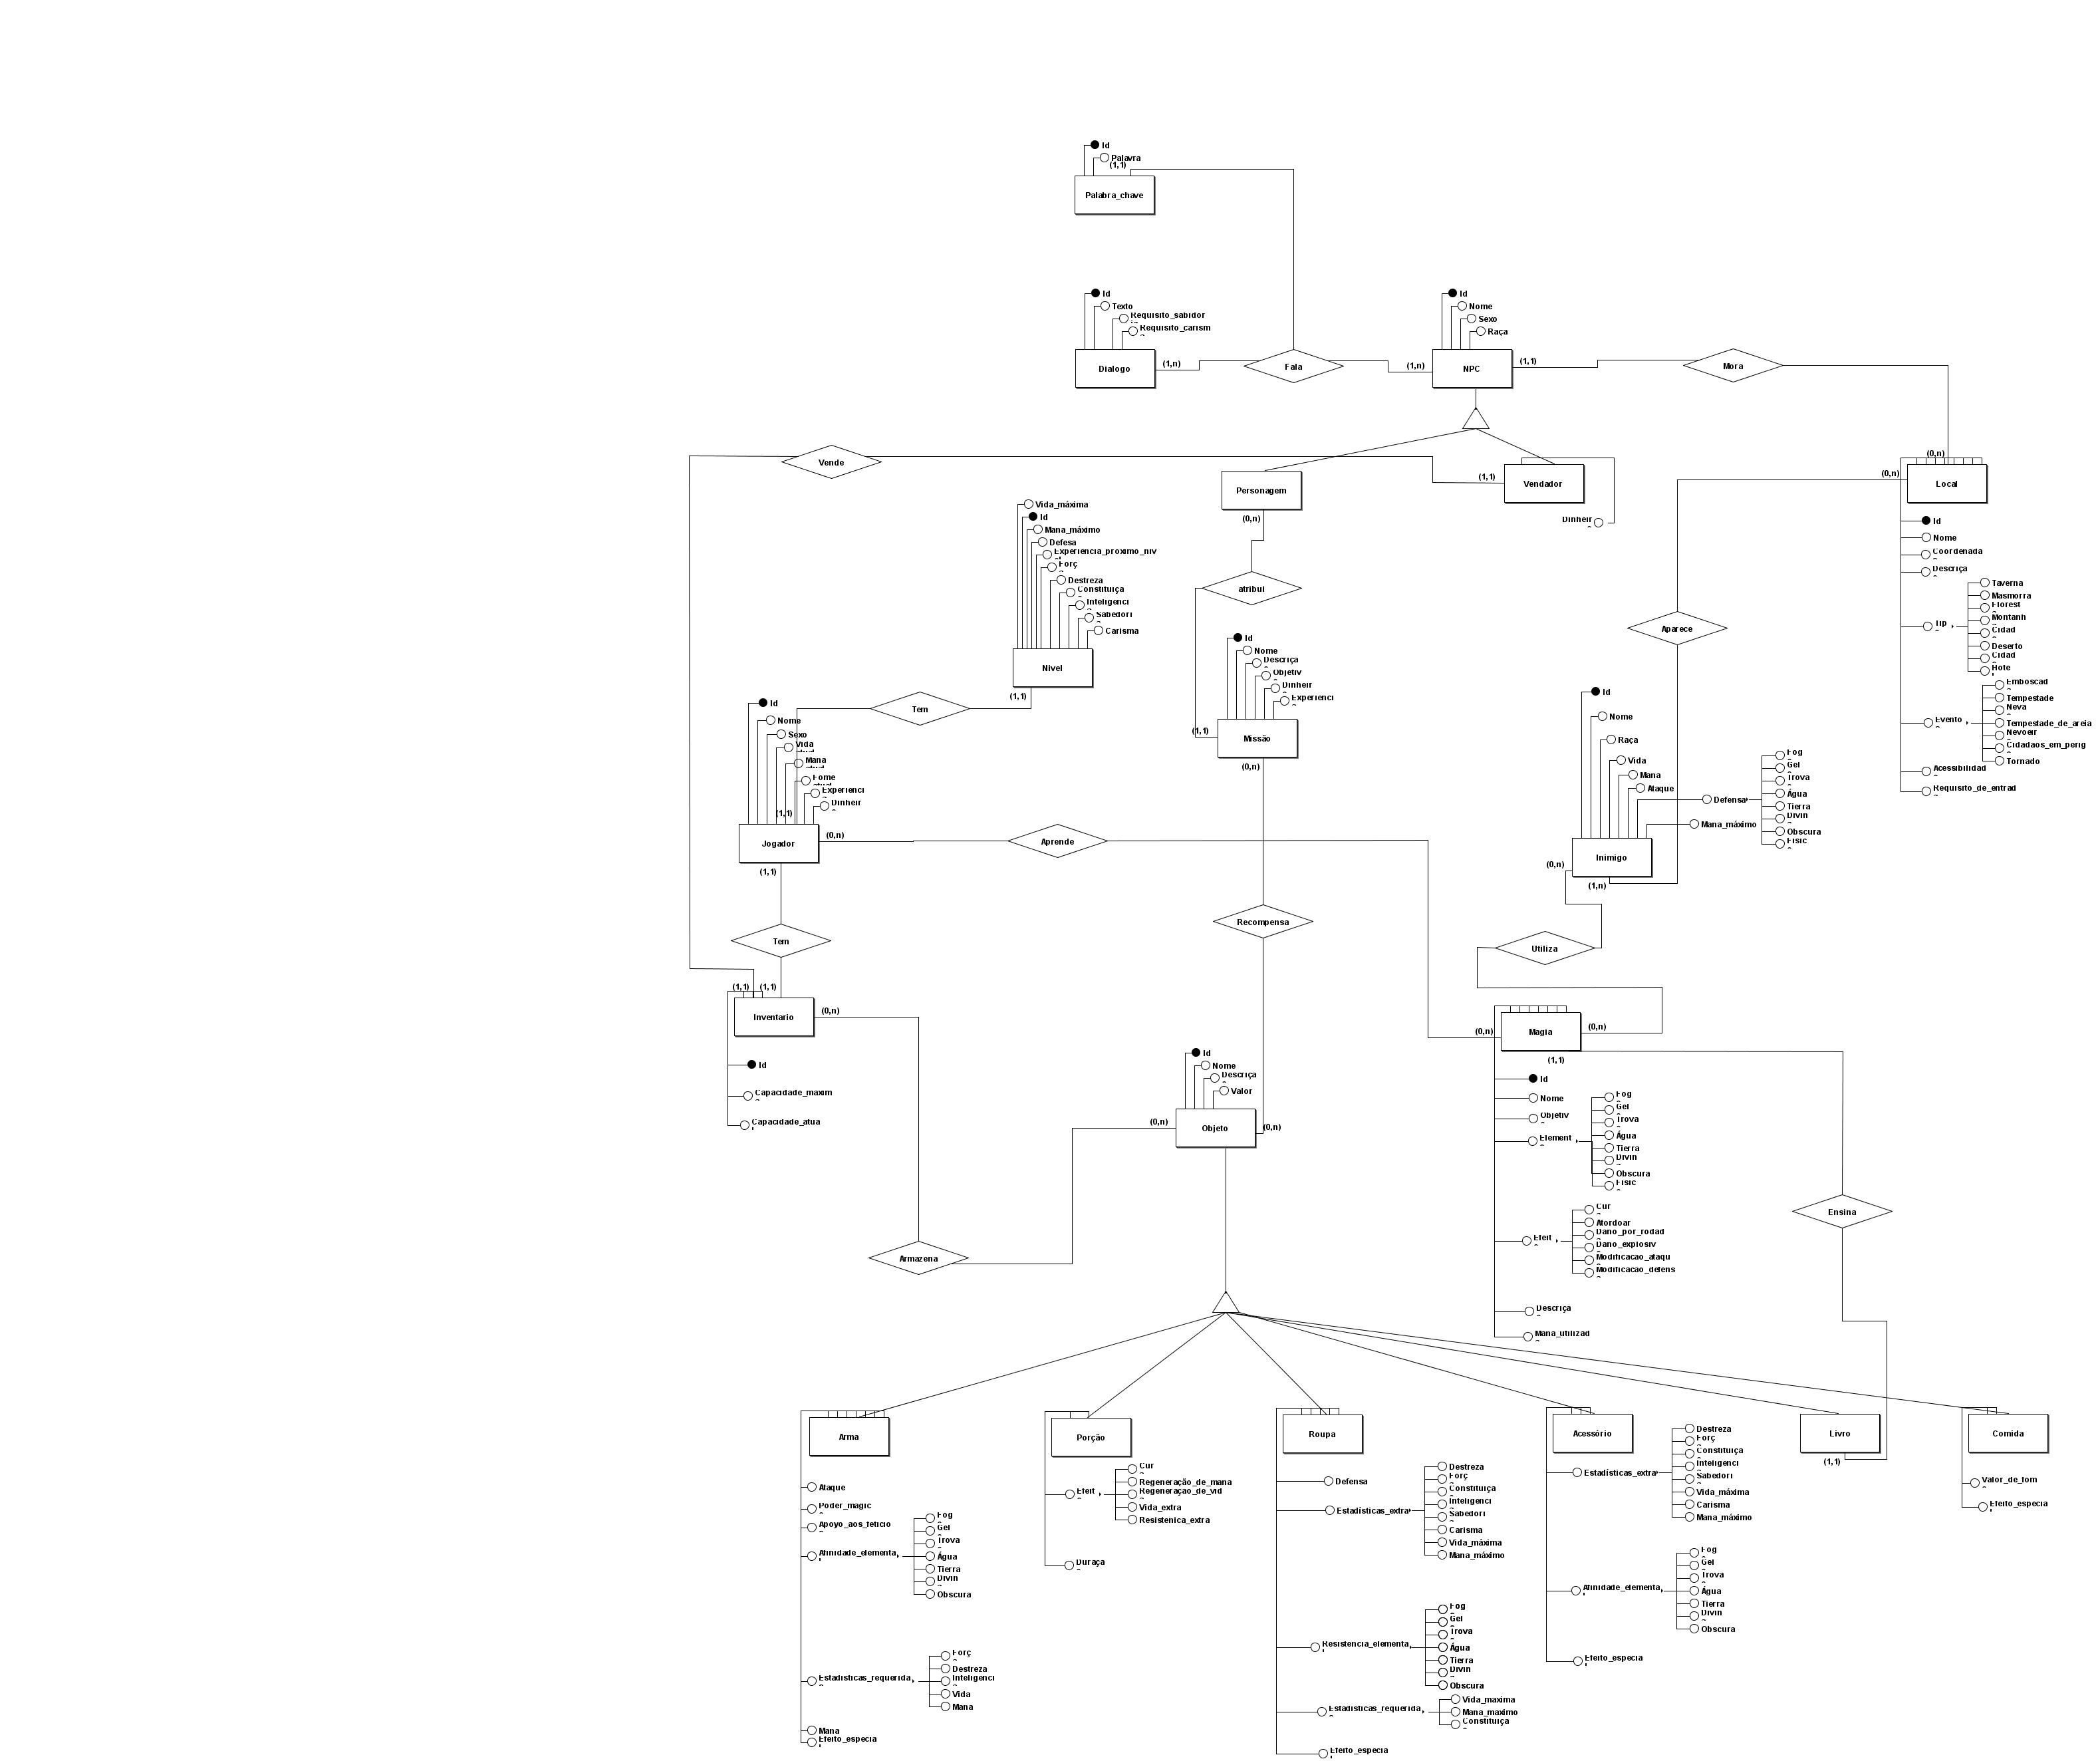 Id
Palavra
(1,1)
Palabra_chave
Id
Texto
Requisito_sabidor
Requisito_carism
Dialogo
(1,n)
Fala
(1,n)
Id
Nome
Sexo
Raça
NPC
(1,1)
Mora
(0,n)
Local
(0,n)
Id
Nome
Coordenada
Descriça
Tip
Taverna
Masmorra
Florest
Montanh
Cidad
Deserto
Cidad
Hote
Evento
Emboscad
Tempestade
Neva
Tempestade_de_areia
Nevoeir
Cidadaos_em_perig
Tornado
Acessibilidad
Requisito_de_entrad
Vende
Personagem
(0,n)
(1,1)
Vendador
Dinheir
Vida_máxima
Id
Mana_máximo
Defesa
Experiencia_proximo_niv
Forç
Destreza
Constituiça
Inteligenci
Sabedori
Carisma
Nivel
(1,1)
Tem
atribui
Id
Nome
Descriça
Objetiv
Dinheir
Experienci
(1,1)
Missão
(0,n)
Aparece
Id
Nome
Raça
Vida
Mana
Ataque
Defensa
Mana_máximo
Fog
Gel
Trova
Água
Tierra
Divin
Obscura
Físic
Inimigo
(0,n)
(1,n)
Id
Nome
Sexo
Vida
atual
Mana
atual
Fome
atual
Experienci
Dinheir
(1,1)
Jogador
(0,n)
(1,1)
Aprende
Tem
Recompensa
Utiliza
(1,1)
(1,1)
Inventario
(0,n)
Id
Capacidade_maxim
Capacidade_atua
(0,n)
Magia
(0,n)
(1,1)
Id
Nome
Objetiv
Element
Fog
Gel
Trova
Água
Tierra
Divin
Obscura
Físic
Efeit
Cur
Atordoar
Dano_por_rodad
Dano_explosiv
Modificacao_ataqu
Modificacao_defens
Descriça
Mana_utilizad
Ensina
Id
Nome
Descriça
Valor
(0,n)
Objeto
(0,n)
Armazena
Arma
Ataque
Poder_magic
Apoyo_aos_feticio
Afinidade_elementa
Fog
Gel
Trova
Água
Tierra
Divin
Obscura
Estadisticas_requerida
Forç
Destreza
Inteligenci
Vida
Mana
Mana
Efeito_especia
Porção
Efeit
Cur
Regeneração_de_mana
Regeneração_de_vid
Vida_extra
Resistenica_extra
Duraça
Roupa
Defensa
Estadísticas_extra
Destreza
Forç
Constituiça
Inteligenci
Sabedori
Carisma
Vida_máxima
Mana_máximo
Resistencia_elementa
Fog
Gel
Trova
Água
Tierra
Divin
Obscura
Estadisticas_requerida
Vida_maxima
Mana_maximo
Constituiça
Efeito_especia
Acessório
Estadísticas_extra
Destreza
Forç
Constituiça
Inteligenci
Sabedori
Vida_máxima
Carisma
Mana_máximo
Afinidade_elementa
Fog
Gel
Trova
Água
Tierra
Divin
Obscura
Efeito_especia
Livro
(1,1)
Comida
Valor_de_fom
Efeito_especia